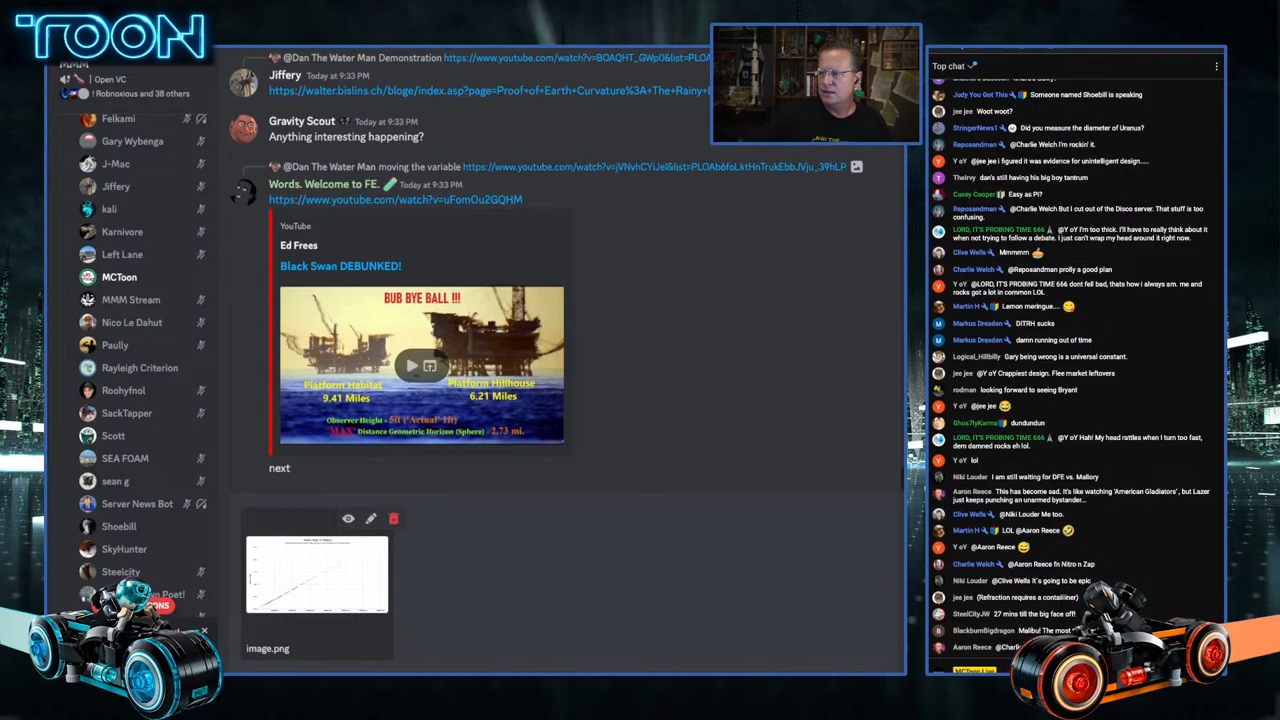 TOON
MMM
Open VC
! Robnoxious and 38 others
Felkami
Gary Wybenga
J-Mac
Jiffery
kali
Karnivore
Left Lane
MCToon
MMM Stream
Nico Le Dahut
Paully
Rayleigh Criterion
Roohyfnol
SackTapper
Scott
SEA FOAM
sean g
Server News Bot
Shoebill
SkyHunter
Steelcity
Poet!
@Dan The Water Man Demonstration https://www.youtube.com/watch?v=BOAQHT_GWp0&list=PLOA
Jiffery Today at 9:33 PM
https://walter.bislins.ch/bloge/index.asp?page=Proof+of+Earth+Curvature%3A+The+Rainy+
Gravity Scout Today at 9:33 PM
Anything interesting happening?
@Dan The Water Man moving the variable https://www.youtube.com/watch?v=jVNvhCYiJeI&list=PLOAb6foLktHnTrukEbbJVju_39hLP
Words. Welcome to FE. Today at 9:33 PM
https://www.youtube.com/watch?v=uFomOu2GQHM
YouTube
Ed Frees
Black Swan DEBUNKED!
BUB BYE BALL !!!
Platform Habitat
9.41 Miles
Platform Hillhouse
6.21 Miles
Observer Height - 5ft ('Actual' 1ft)
'MAX' Distance Geometric Horizon (Sphere) - 2.73 mi.
next
image.png
Top chat
Judy You Got This Someone named Shoebill is speaking
jee jee Woot woot?
StringerNews1 Did you measure the diameter of Uranus?
Reposandman @Charlie Welch I'm rockin it.
Y oY @jee jee i figured it was evidence for unintelligent design.....
TheIrvy dan's still having his big boy tantrum
Casey Cooper Easy as Pi?
Reposandman @Charlie Welch But I cut out of the Disco server. That stuff is too
confusing.
LORD, IT'S PROBING TIME 666 @Y oY I'm too thick. I'll have to really think about it
when not trying to follow a debate. I just can't wrap my head around it right now.
Clive Wells Mmmmm
Charlie Welch @Reposandman prolly a good plan
Y oY @LORD, IT'S PROBING TIME 666 dont feel bad, thats how i always am. me and
rocks got a lot in common LOL
Martin H Lemon meringue....
Markus Dresden DITRH sucks
Markus Dresden damn running out of time
Logical_Hillbilly Gary being wrong is a universal constant.
jee jee @Y oY Crappiest design. Flee market leftovers
rodman looking forward to seeing Bryant
Y oY @jee jee
Ghos7lyKarma dundundun
LORD, IT'S PROBING TIME 666 @Y oY Hah! My head rattles when I turn too fast,
dem damned rocks eh lol.
Y oY lol
Niki Louder I am still waiting for DFE vs. Mallory
Aaron Reece This has become sad. It's like watching 'American Gladiators', but Lazer
just keeps punching an unarmed bystander...
Clive Wells @Niki Louder Me too.
Martin H LOL @Aaron Reece
Y oY @Aaron Reece
Charlie Welch @Aaron Reece fn Nitro n Zap
Niki Louder @Clive Wells It´s going to be epic
jee jee (Refraction requires a contaiiiner)
SteelCityJW 27 mins till the big face off!
BlackburnBigdragon Malibu! The most
Aaron Reece
MCToon Live